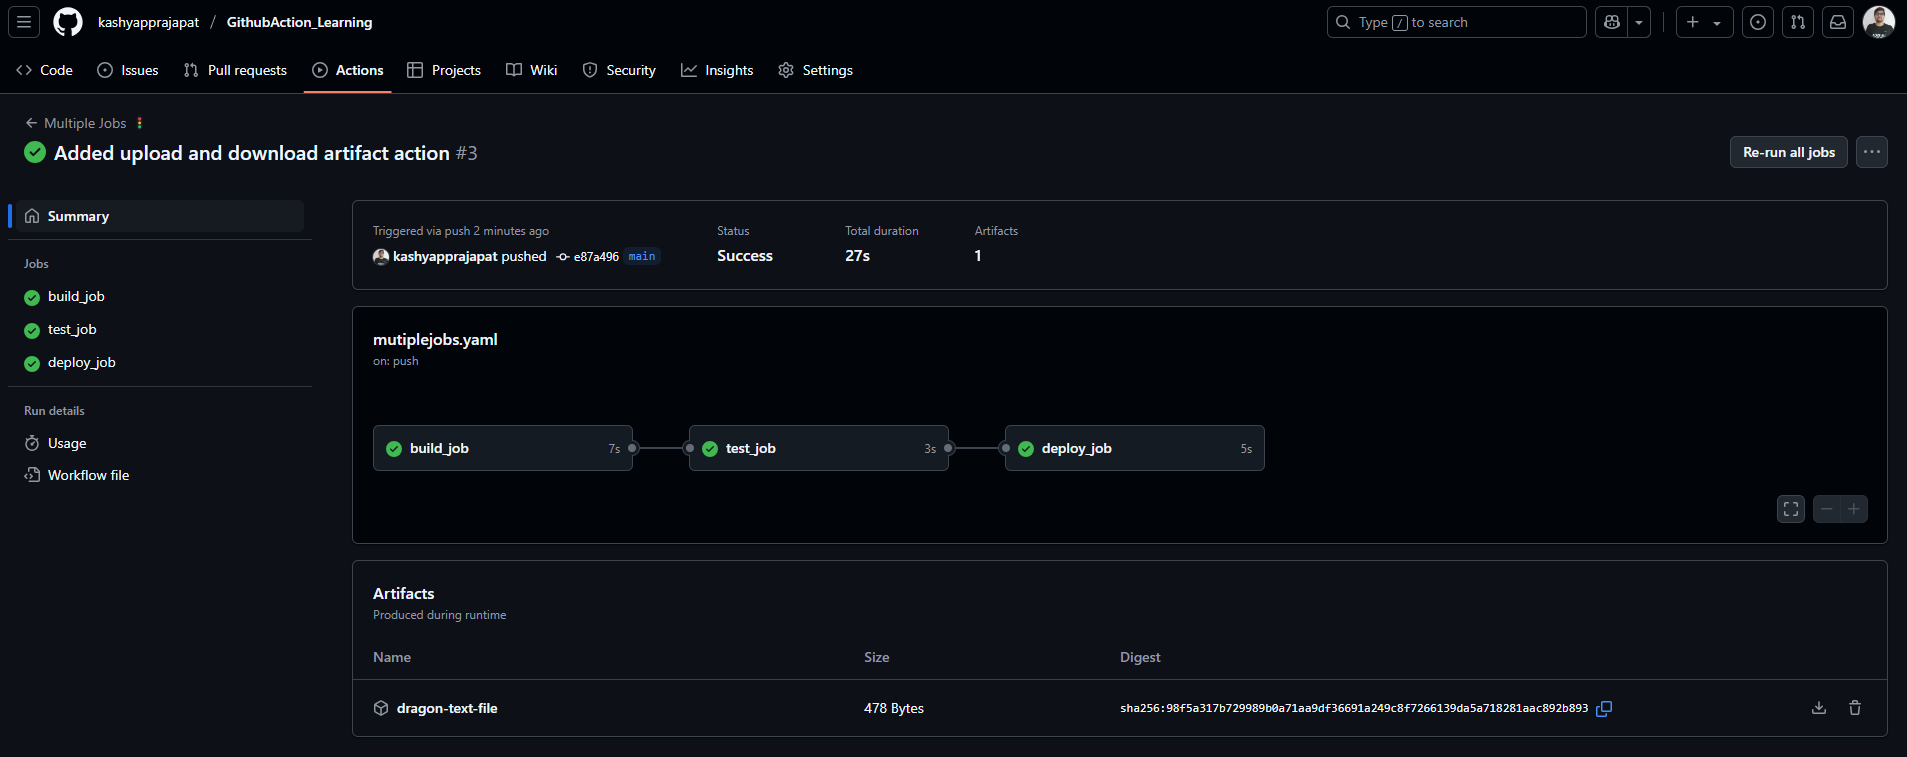 kashyapprajapat / GithubAction_Learning
Type / to search
Code
Issues
Pull requests
Actions
Projects
Wiki
Security
Insights
Settings
Multiple Jobs
Added upload and download artifact action #3
Re-run all jobs
Summary
Jobs
build_job
test_job
deploy_job
Run details
Usage
Workflow file
Triggered via push 2 minutes ago
kashyapprajapat pushed e87a496 main
Status
Success
Total duration
27s
Artifacts
1
mutiplejobs.yaml
on: push
build_job 7s
test_job 3s
deploy_job 5s
Artifacts
Produced during runtime
Name Size Digest
dragon-text-file 478 Bytes sha256:98f5a317b729989b0a71aa9df36691a249c8f7266139da5a718281aac892b893